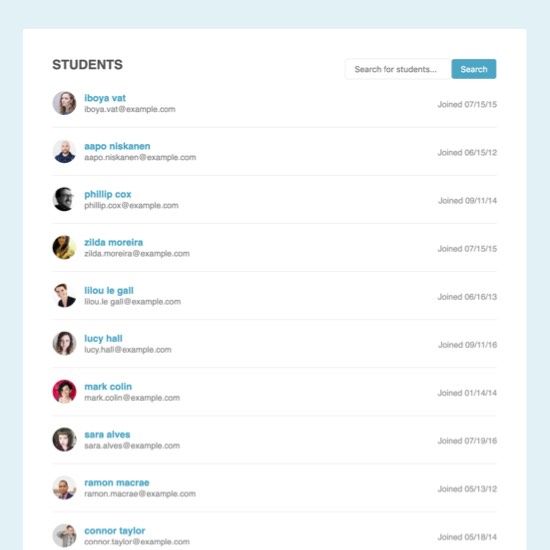 STUDENTS
Search for students...
Search
iboya vat
iboya.vat@example.com
Joined 07/15/15
aapo niskanen
aapo.niskanen@example.com
Joined 06/15/12
phillip cox
phillip.cox@example.com
Joined 09/11/14
zilda moreira
zilda.moreira@example.com
Joined 07/15/15
lilou le gall
lilou.le gall@example.com
Joined 06/16/13
lucy hall
lucy.hall@example.com
Joined 09/11/16
mark colin
mark.colin@example.com
Joined 01/14/14
sara alves
sara.alves@example.com
Joined 07/19/16
ramon macrae
ramon.macrae@example.com
Joined 05/13/12
connor taylor
connor.taylor@example.com
Joined 05/18/14